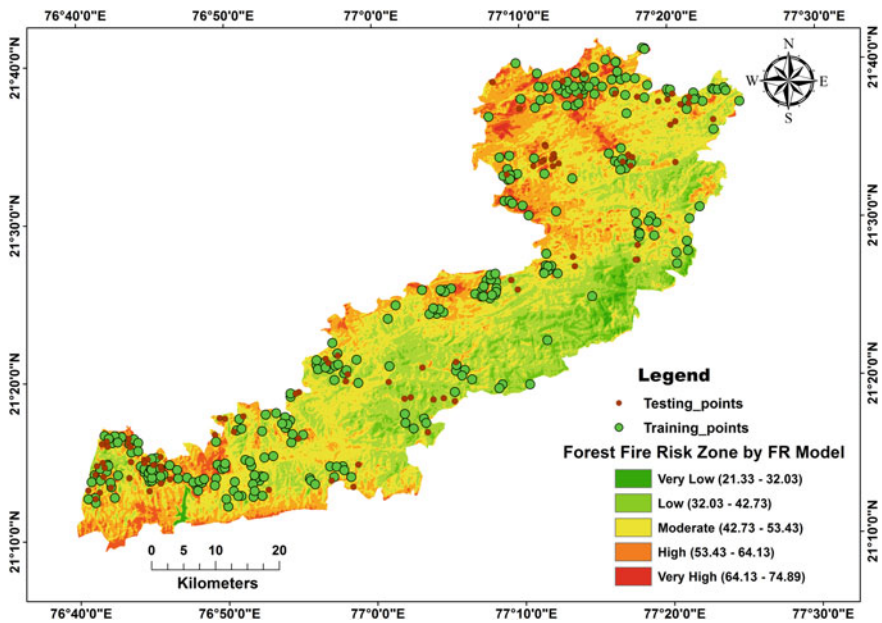 76°40'0"E 76°50'0"E 77°0'0"E 77°10'0"E 77°20'0"E 77°30'0"E
N
W E
S
21°40'0"N 21°40'0"N
21°30'0"N 21°30'0"N
21°20'0"N 21°20'0"N
21°10'0"N 21°10'0"N
Legend
Testing_points
Training_points
Forest Fire Risk Zone by FR Model
Very Low (21.33 - 32.03)
Low (32.03 - 42.73)
Moderate (42.73 - 53.43)
High (53.43 - 64.13)
Very High (64.13 - 74.89)
0 5 10 20
Kilometers
76°40'0"E 76°50'0"E 77°0'0"E 77°10'0"E 77°20'0"E 77°30'0"E